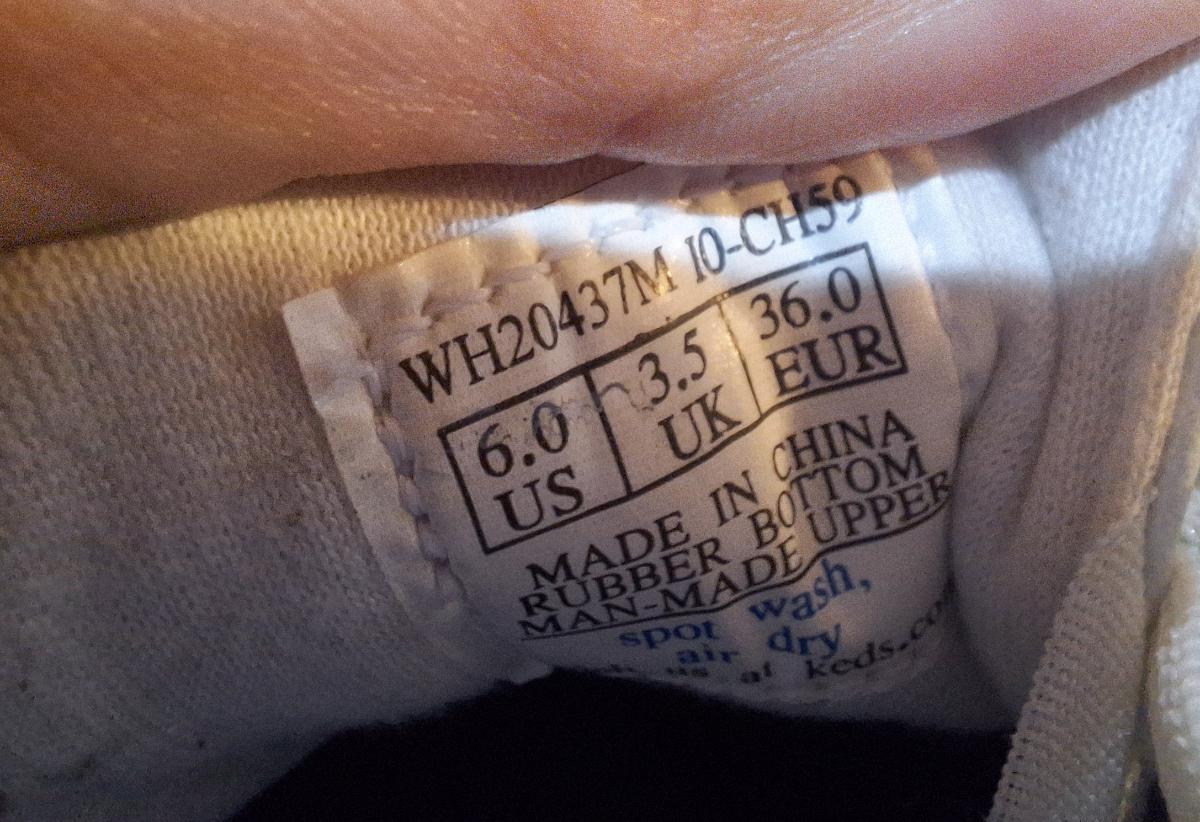 WH20437M I0-CH59
6.0 3.5 36.0
US UK EUR
MADE IN CHINA
RUBBER BOTTOM
MAN-MADE UPPER
spot wash,
air dry
us at keds.co